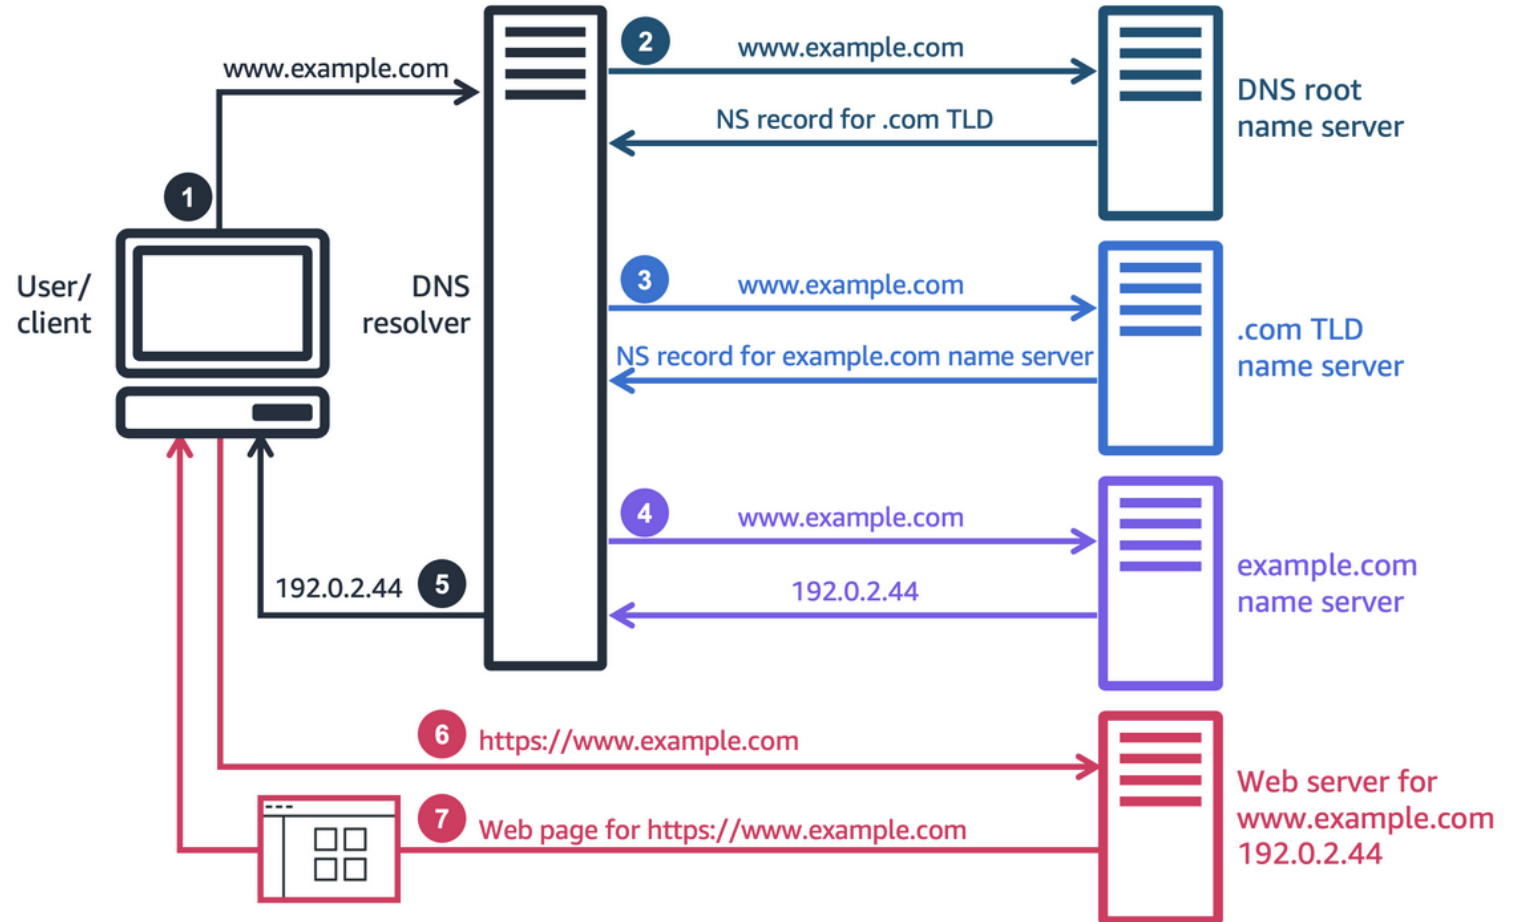 www.example.com
1
User/
client
DNS
resolver
2
www.example.com
NS record for .com TLD
DNS root
name server
3
www.example.com
NS record for example.com name server
.com TLD
name server
4
www.example.com
192.0.2.44
example.com
name server
192.0.2.44
5
6
https://www.example.com
7
Web page for https://www.example.com
Web server for
www.example.com
192.0.2.44